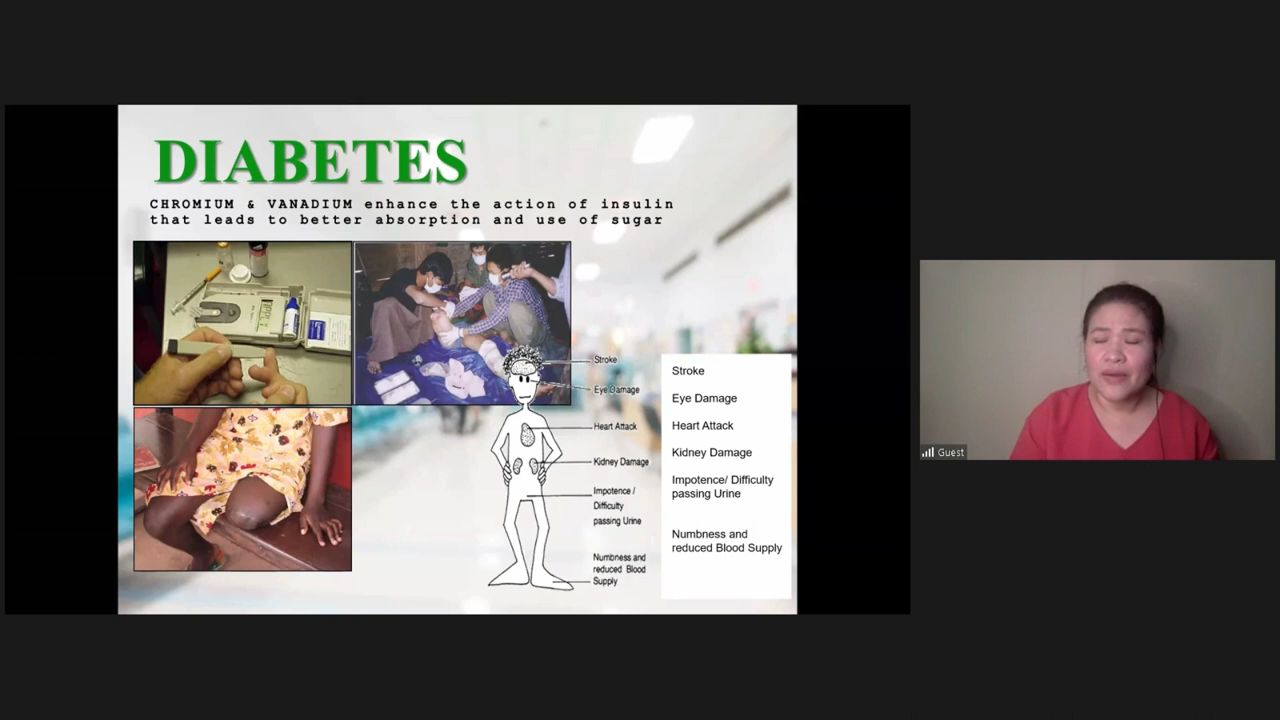 DIABETES
CHROMIUM & VANADIUM enhance the action of insulin
that leads to better absorption and use of sugar
Stroke
Eye Damage
Heart Attack
Kidney Damage
Impotence /
Difficulty
passing Urine
Numbness and
reduced Blood
Supply
Stroke
Eye Damage
Heart Attack
Kidney Damage
Impotence/ Difficulty
passing Urine
Numbness and
reduced Blood Supply
Guest